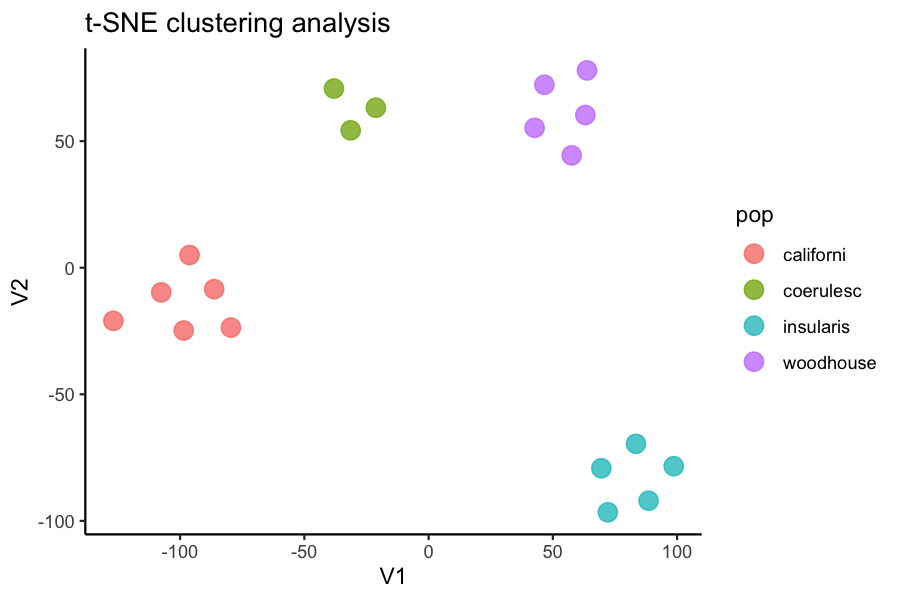 t-SNE clustering analysis
50
0
-50
-100
V2
-100
-50
0
50
100
V1
pop
californi
coerulesc
insularis
woodhouse